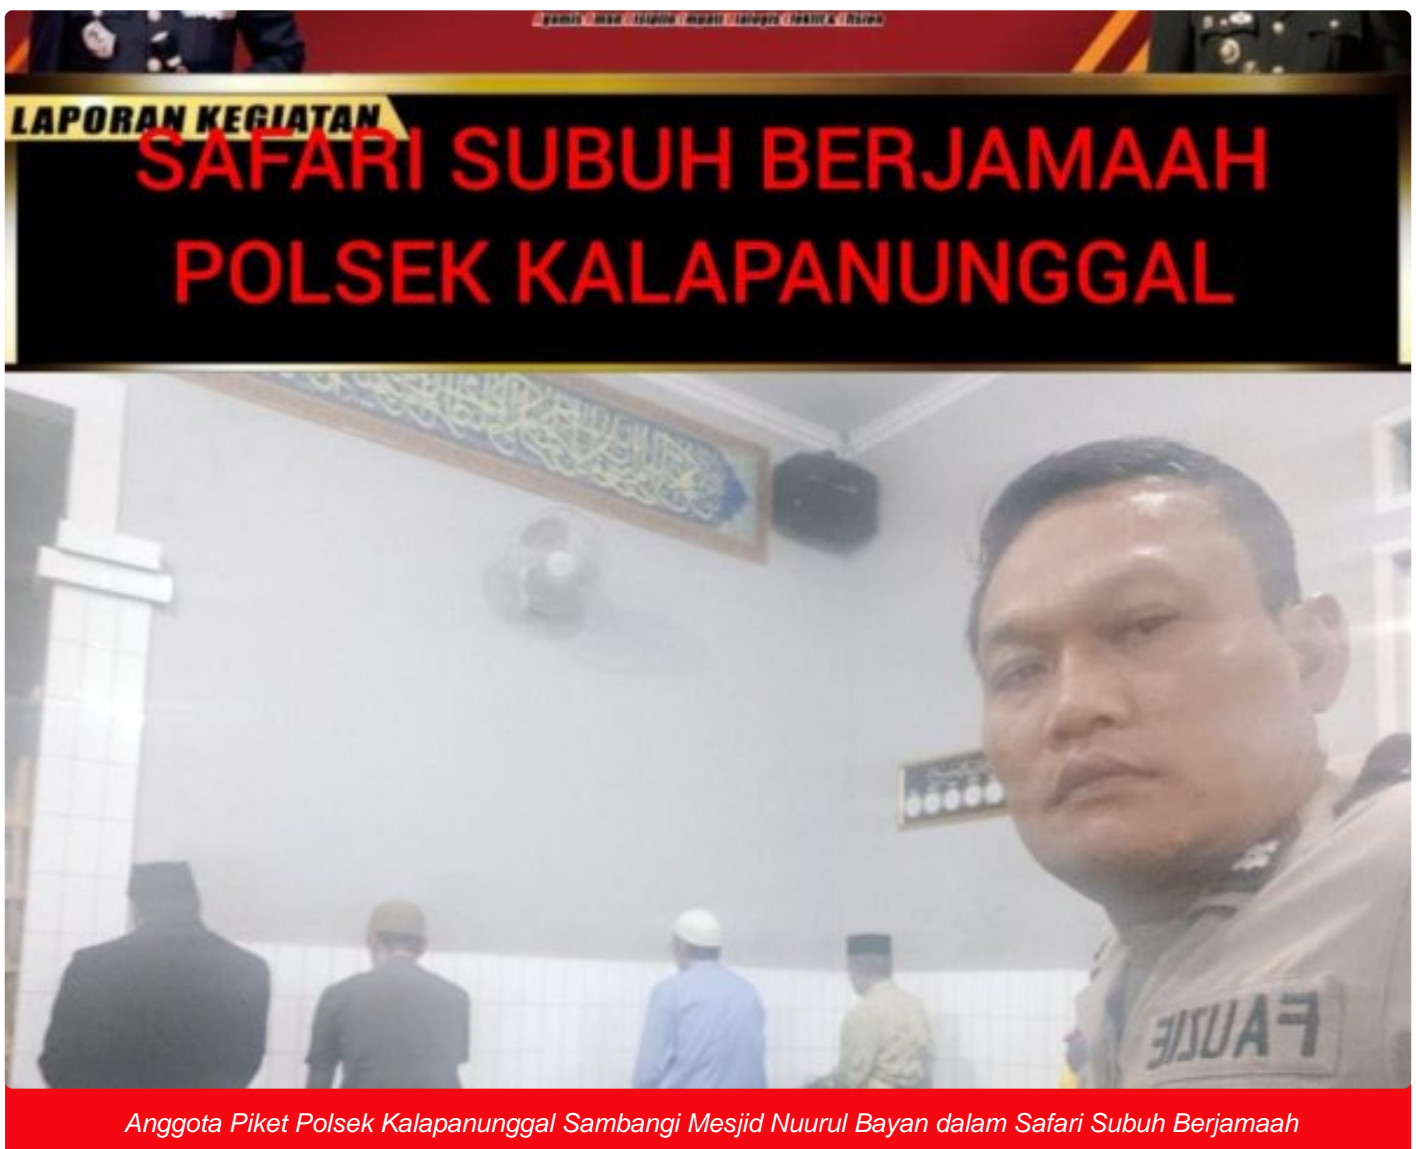 LAPORAN KEGIATAN
SAFARI SUBUH BERJAMAAH
POLSEK KALAPANUNGGAL
FAUZIE
Anggota Piket Polsek Kalapanunggal Sambangi Mesjid Nuurul Bayan dalam Safari Subuh Berjamaah